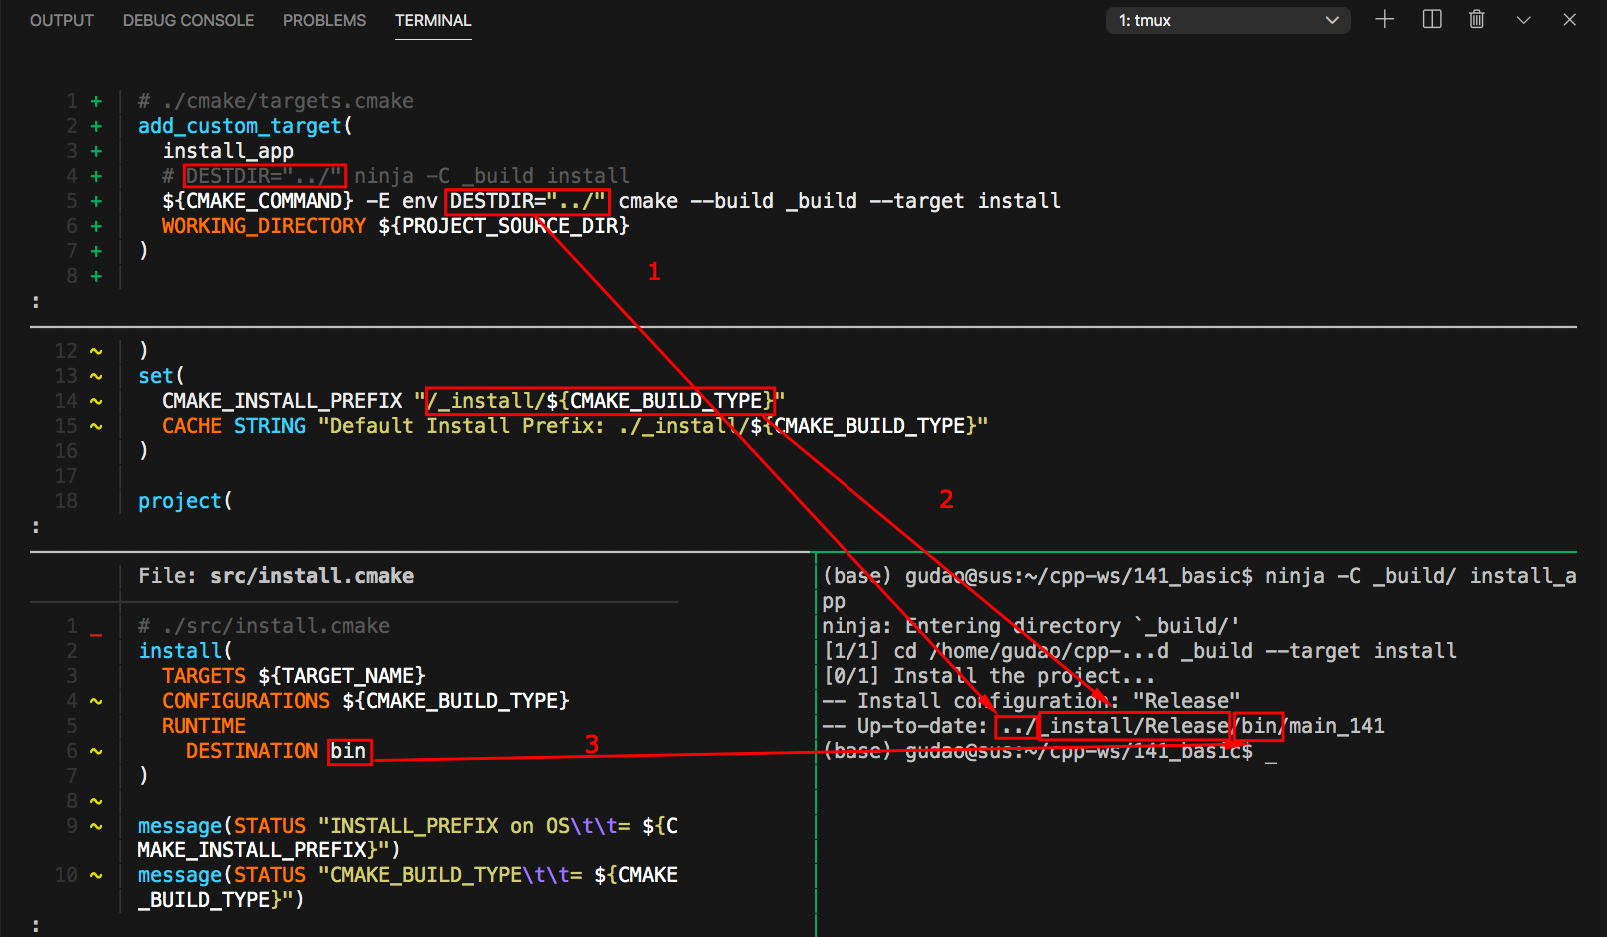 OUTPUT DEBUG CONSOLE PROBLEMS TERMINAL 1: tmux
1 + # ./cmake/targets.cmake
2 + add_custom_target(
3 + install_app
4 + # DESTDIR="../" ninja -C _build install
5 + ${CMAKE_COMMAND} -E env DESTDIR="../" cmake --build _build --target install
6 + WORKING_DIRECTORY ${PROJECT_SOURCE_DIR}
7 + )
8 +
1
:
12 ~ )
13 ~ set(
14 ~ CMAKE_INSTALL_PREFIX "/_install/${CMAKE_BUILD_TYPE}"
15 ~ CACHE STRING "Default Install Prefix: ./_install/${CMAKE_BUILD_TYPE}"
16 )
17
18 project(
2
:
File: src/install.cmake
1 _ # ./src/install.cmake
2 install(
3 TARGETS ${TARGET_NAME}
4 ~ CONFIGURATIONS ${CMAKE_BUILD_TYPE}
5 RUNTIME
6 ~ DESTINATION bin
7 )
8 ~
9 ~ message(STATUS "INSTALL_PREFIX on OS\t\t= ${C
MAKE_INSTALL_PREFIX}")
10 ~ message(STATUS "CMAKE_BUILD_TYPE\t\t= ${CMAKE
_BUILD_TYPE}")
:
3
(base) gudao@sus:~/cpp-ws/141_basic$ ninja -C _build/ install_a
pp
ninja: Entering directory `_build/'
[1/1] cd /home/gudao/cpp-...d _build --target install
[0/1] Install the project...
-- Install configuration: "Release"
-- Up-to-date: ../_install/Release/bin/main_141
(base) gudao@sus:~/cpp-ws/141_basic$ _